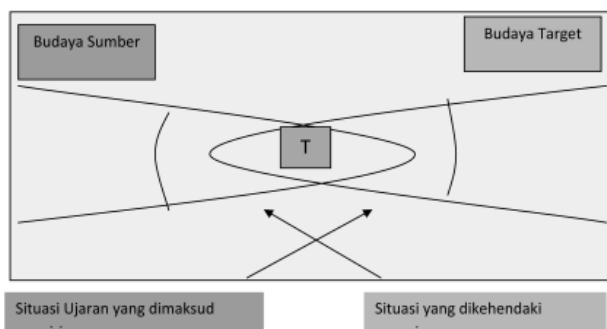 Budaya Sumber
Budaya Target
T
Situasi Ujaran yang dimaksud
Situasi yang dikehendaki